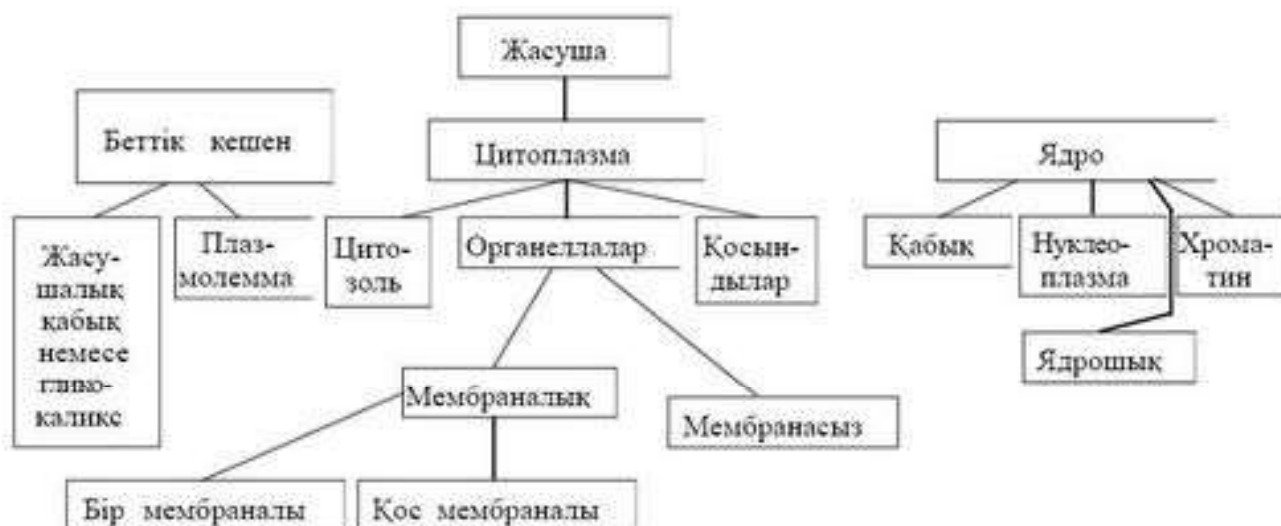 Жасуша
Беттік кешен
Цитоплазма
Ядро
Жасу-
шалық
қабық
немесе
глико-
каликс
Плаз-
молемма
Цито-
золь
Органеллалар
Қосын-
дылар
Қабық
Нуклео-
плазма
Хрома-
тин
Ядрошық
Мембраналық
Мембранасыз
Бір мембраналы
Қос мембраналы